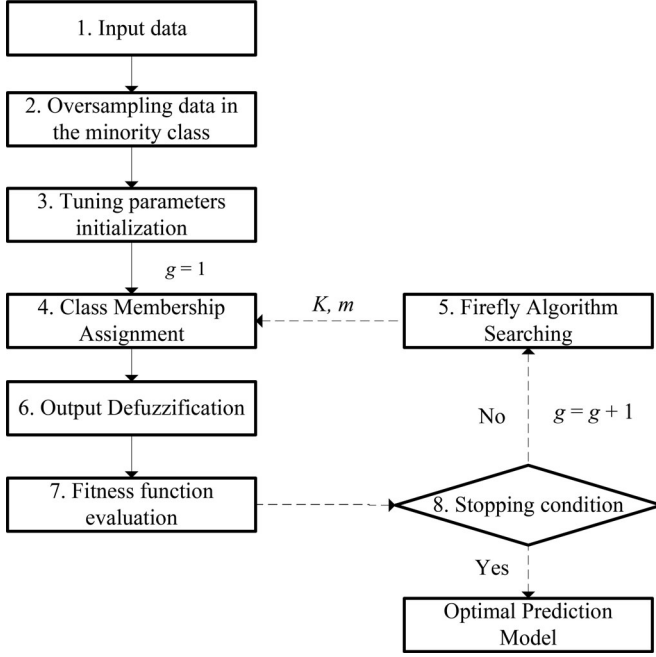 1. Input data
2. Oversampling data in
the minority class
3. Tuning parameters
initialization
g = 1
4. Class Membership
Assignment
K, m
5. Firefly Algorithm
Searching
6. Output Defuzzification
No
g = g + 1
7. Fitness function
evaluation
8. Stopping condition
Yes
Optimal Prediction
Model